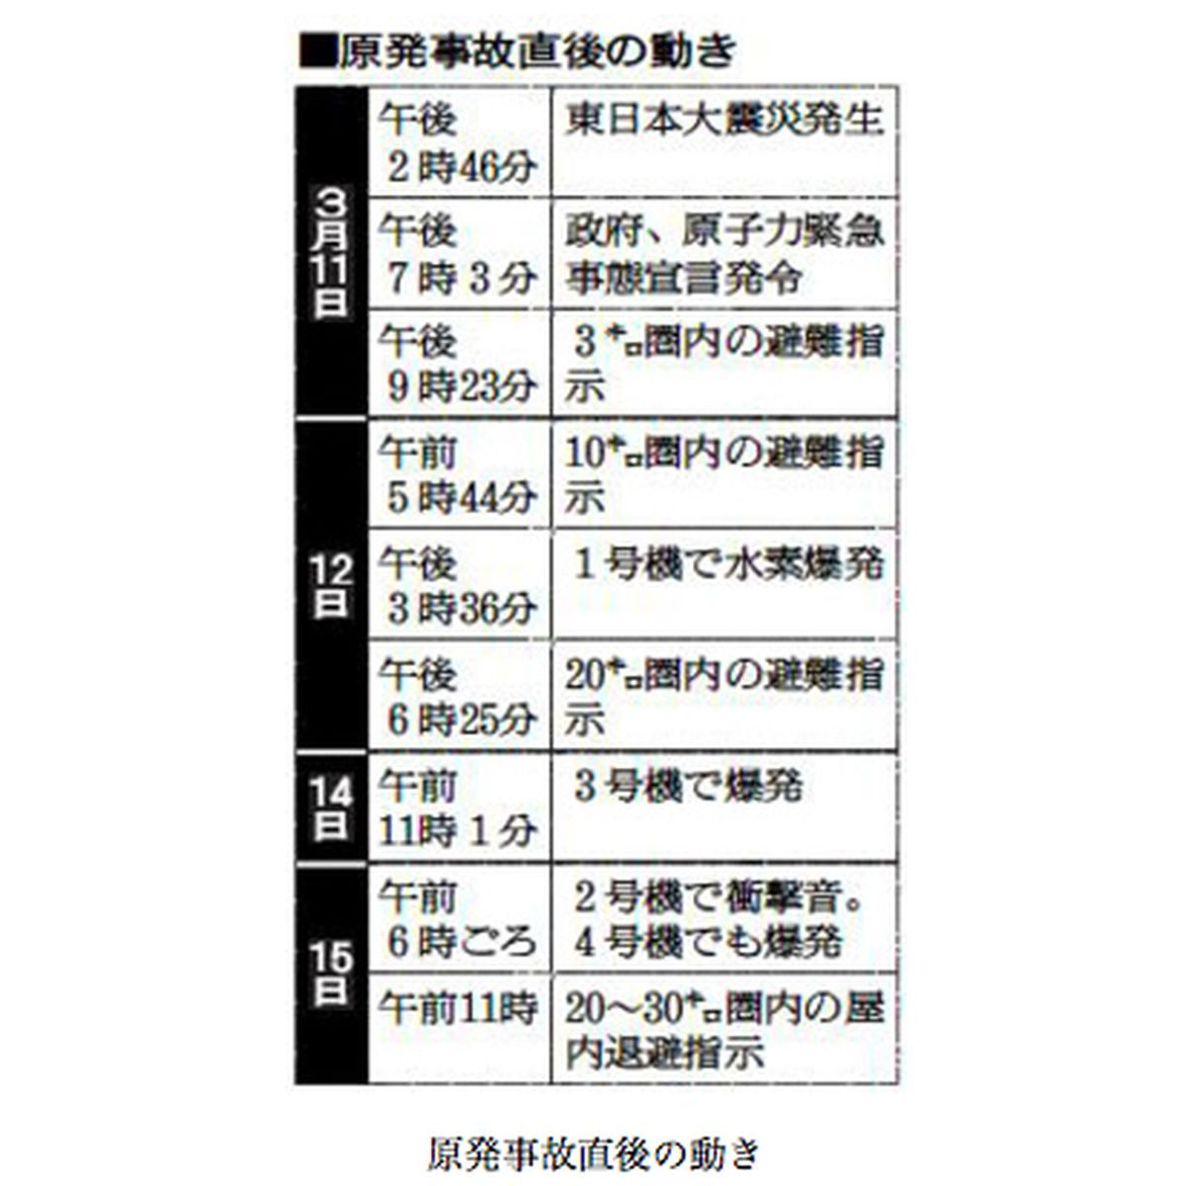 ■原発事故直後の動き
3月11日
午後
2時46分
東日本大震災発生
午後
7時3分
政府、原子力緊急
事態宣言発令
午後
9時23分
3㌔圏内の避難指
示
12日
午前
5時44分
10㌔圏内の避難指
示
午後
3時36分
1号機で水素爆発
午後
6時25分
20㌔圏内の避難指
示
14日
午前
11時1分
3号機で爆発
15日
午前
6時ごろ
2号機で衝撃音。
4号機でも爆発
午前11時
20〜30㌔圏内の屋
内退避指示
原発事故直後の動き